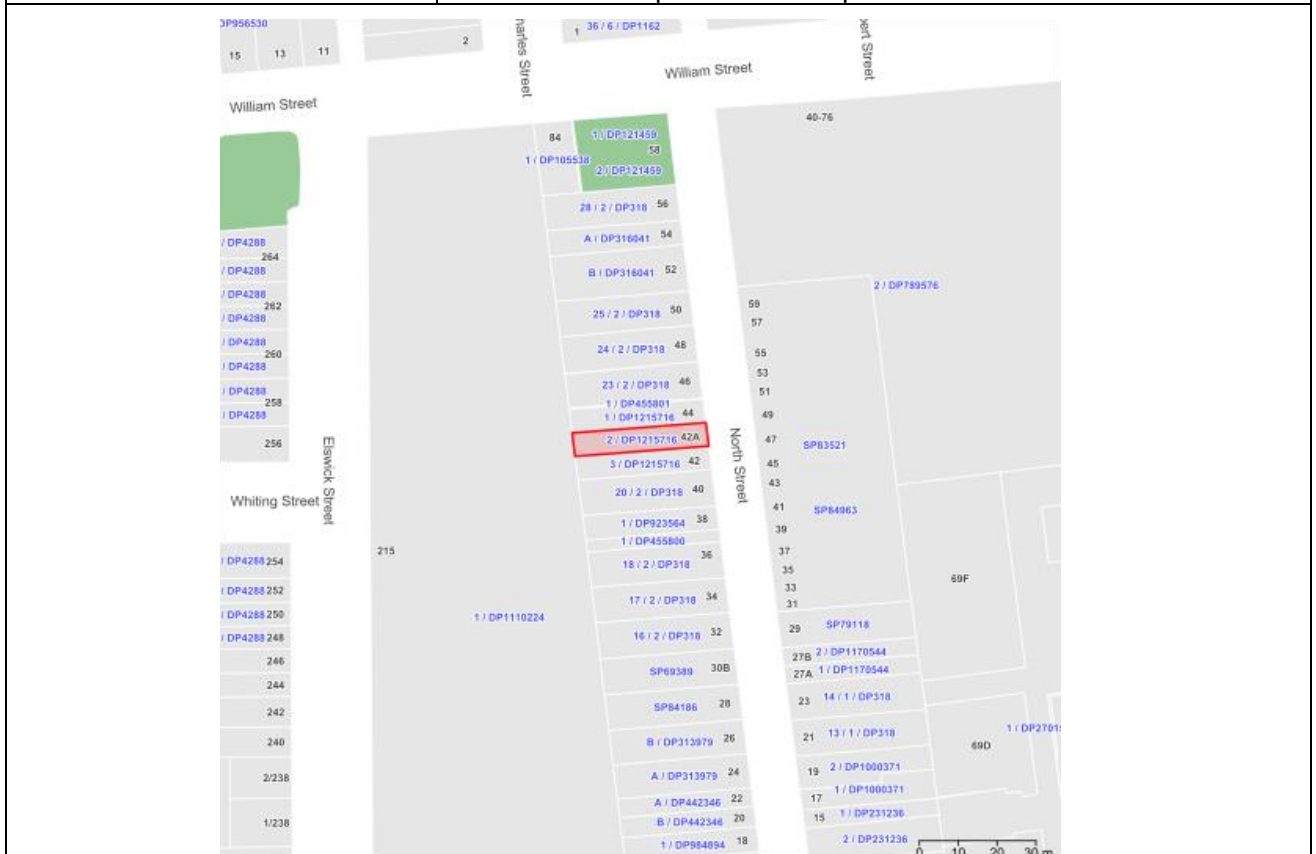 DP956530
15
13
11
2
Charles Street
1
36 / 6 / DP1162
William Street
bert Street
William Street
84
1 / DP105538
1 / DP121459
58
2 / DP121459
40-76
28 / 2 / DP318 56
A / DP316041 54
B / DP316041 52
25 / 2 / DP318 50
24 / 2 / DP318 48
23 / 2 / DP318 46
1 / DP455801
1 / DP1215716 44
2 / DP1215716 42A
3 / DP1215716 42
20 / 2 / DP318 40
1 / DP923564 38
1 / DP455800
36
18 / 2 / DP318
17 / 2 / DP318 34
16 / 2 / DP318 32
SP69389 30B
SP84186 28
B / DP313979 26
A / DP313979 24
A / DP442346 22
B / DP442346 20
1 / DP984894 18
/ DP4288
264
/ DP4288
/ DP4288
262
/ DP4288
/ DP4288
260
/ DP4288
/ DP4288
258
/ DP4288
256
Elswick Street
Whiting Street
/ DP4288 254
/ DP4288 252
/ DP4288 250
/ DP4288 248
246
244
242
240
2/238
1/238
215
1 / DP1110224
North Street
2 / DP789576
59
57
55
53
51
49
47
SP83521
45
43
41
SP84963
39
37
35
33
31
29 SP79118
27B 2 / DP1170544
27A 1 / DP1170544
23 14 / 1 / DP318
21 13 / 1 / DP318
19 2 / DP1000371
1 / DP1000371
17
15 1 / DP231236
2 / DP231236
69F
69D
1 / DP2701
0 10 20 30 m